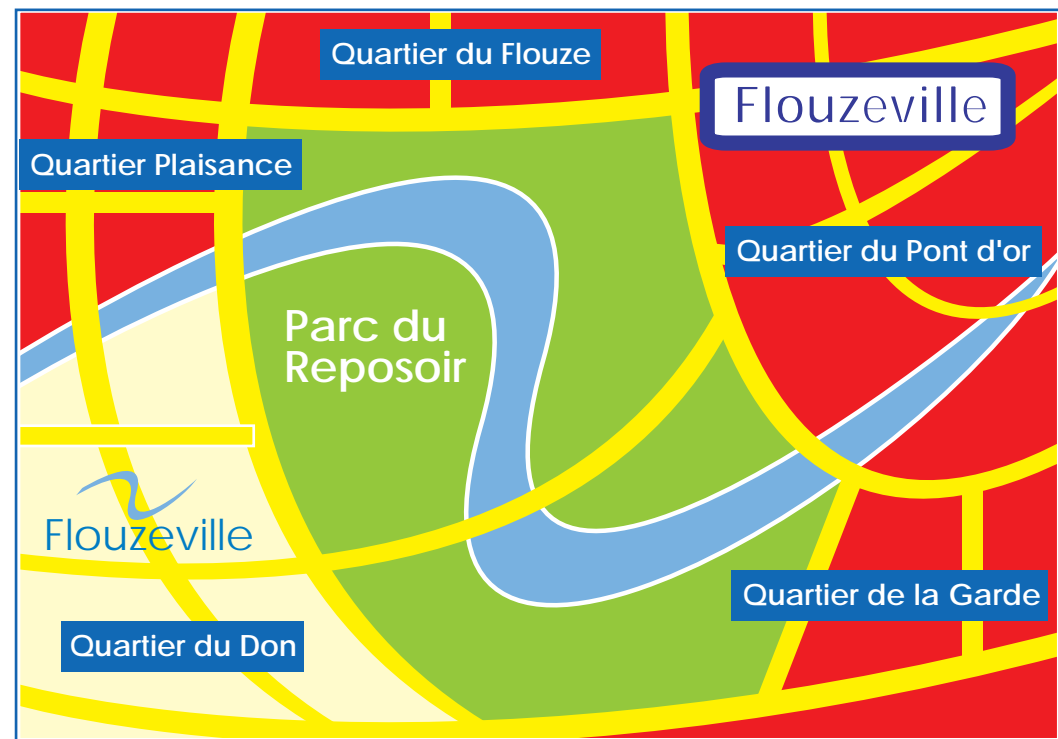 Quartier du Flouze
Flouzeville
Quartier Plaisance
Quartier du Pont d'or
Parc du
Reposoir
Flouzeville
Quartier de la Garde
Quartier du Don